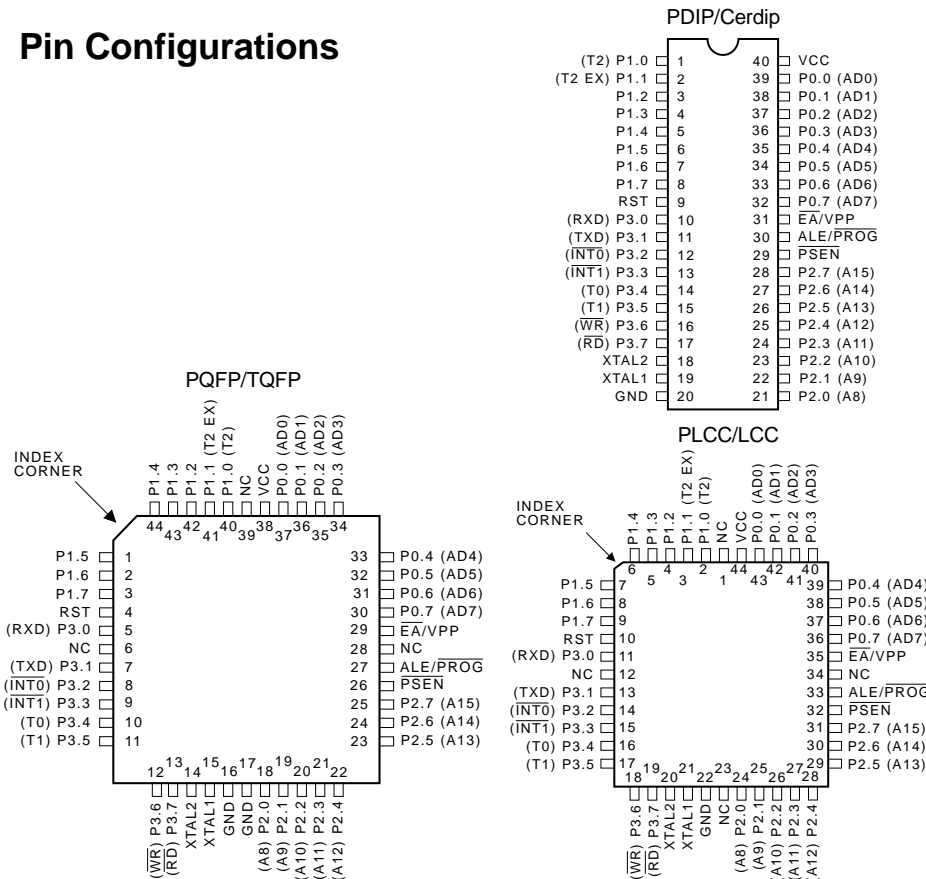 Pin Configurations
PDIP/Cerdip
(T2) P1.0 1 40 VCC
(T2 EX) P1.1 2 39 P0.0 (AD0)
P1.2 3 38 P0.1 (AD1)
P1.3 4 37 P0.2 (AD2)
P1.4 5 36 P0.3 (AD3)
P1.5 6 35 P0.4 (AD4)
P1.6 7 34 P0.5 (AD5)
P1.7 8 33 P0.6 (AD6)
RST 9 32 P0.7 (AD7)
(RXD) P3.0 10 31 EA/VPP
(TXD) P3.1 11 30 ALE/PROG
(INT0) P3.2 12 29 PSEN
(INT1) P3.3 13 28 P2.7 (A15)
(T0) P3.4 14 27 P2.6 (A14)
(T1) P3.5 15 26 P2.5 (A13)
(WR) P3.6 16 25 P2.4 (A12)
(RD) P3.7 17 24 P2.3 (A11)
XTAL2 18 23 P2.2 (A10)
XTAL1 19 22 P2.1 (A9)
GND 20 21 P2.0 (A8)
PQFP/TQFP
INDEX
CORNER
P1.4
P1.3
P1.2
P1.1 (T2 EX)
P1.0 (T2)
NC
VCC
P0.0 (AD0)
P0.1 (AD1)
P0.2 (AD2)
P0.3 (AD3)
44 43 42 41 40 39 38 37 36 35 34
P1.5 1 33 P0.4 (AD4)
P1.6 2 32 P0.5 (AD5)
P1.7 3 31 P0.6 (AD6)
RST 4 30 P0.7 (AD7)
(RXD) P3.0 5 29 EA/VPP
NC 6 28 NC
(TXD) P3.1 7 27 ALE/PROG
(INT0) P3.2 8 26 PSEN
(INT1) P3.3 9 25 P2.7 (A15)
(T0) P3.4 10 24 P2.6 (A14)
(T1) P3.5 11 23 P2.5 (A13)
12 13 14 15 16 17 18 19 20 21 22
(WR) P3.6
(RD) P3.7
XTAL2
XTAL1
GND
GND
(A8) P2.0
(A9) P2.1
(A10) P2.2
(A11) P2.3
(A12) P2.4
PLCC/LCC
INDEX
CORNER
P1.4
P1.3
P1.2
P1.1 (T2 EX)
P1.0 (T2)
NC
VCC
P0.0 (AD0)
P0.1 (AD1)
P0.2 (AD2)
P0.3 (AD3)
6 5 4 3 2 1 44 43 42 41 40
P1.5 7 39 P0.4 (AD4)
P1.6 8 38 P0.5 (AD5)
P1.7 9 37 P0.6 (AD6)
RST 10 36 P0.7 (AD7)
(RXD) P3.0 11 35 EA/VPP
NC 12 34 NC
(TXD) P3.1 13 33 ALE/PROG
(INT0) P3.2 14 32 PSEN
(INT1) P3.3 15 31 P2.7 (A15)
(T0) P3.4 16 30 P2.6 (A14)
(T1) P3.5 17 29 P2.5 (A13)
18 19 20 21 22 23 24 25 26 27 28
(WR) P3.6
(RD) P3.7
XTAL2
XTAL1
GND
NC
(A8) P2.0
(A9) P2.1
(A10) P2.2
(A11) P2.3
(A12) P2.4